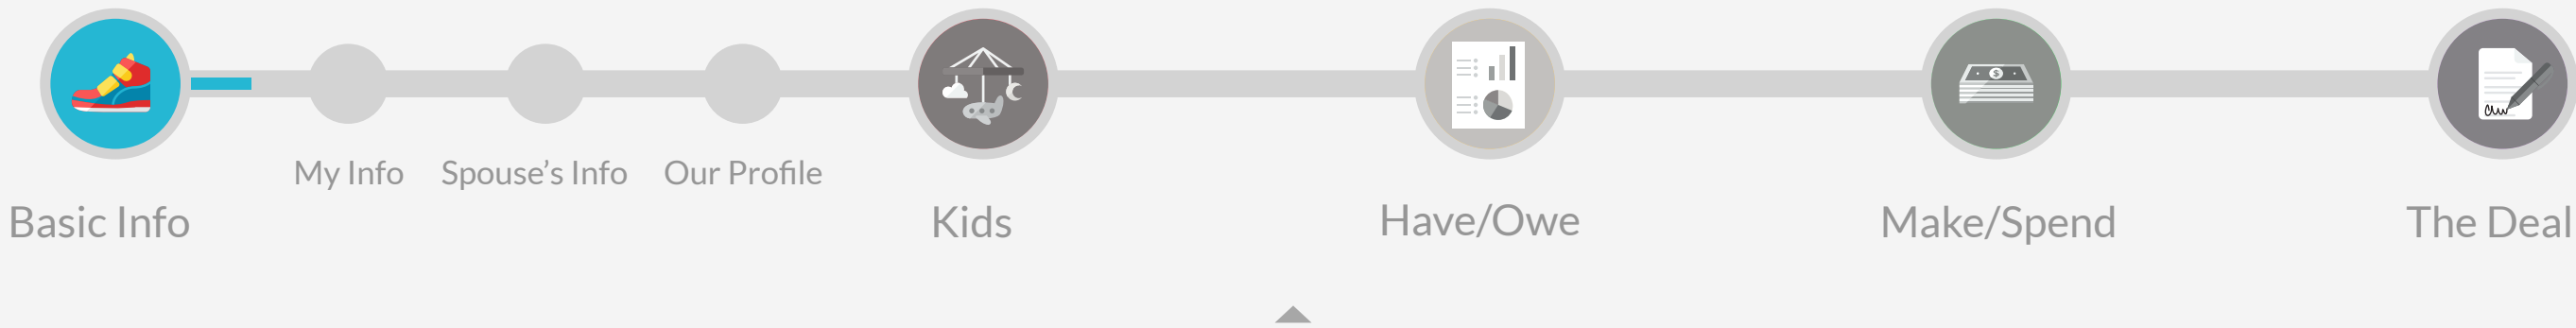 My Info
Spouse’s Info
Our Profile
Basic Info
Kids
Have/Owe
Make/Spend
The Deal
$